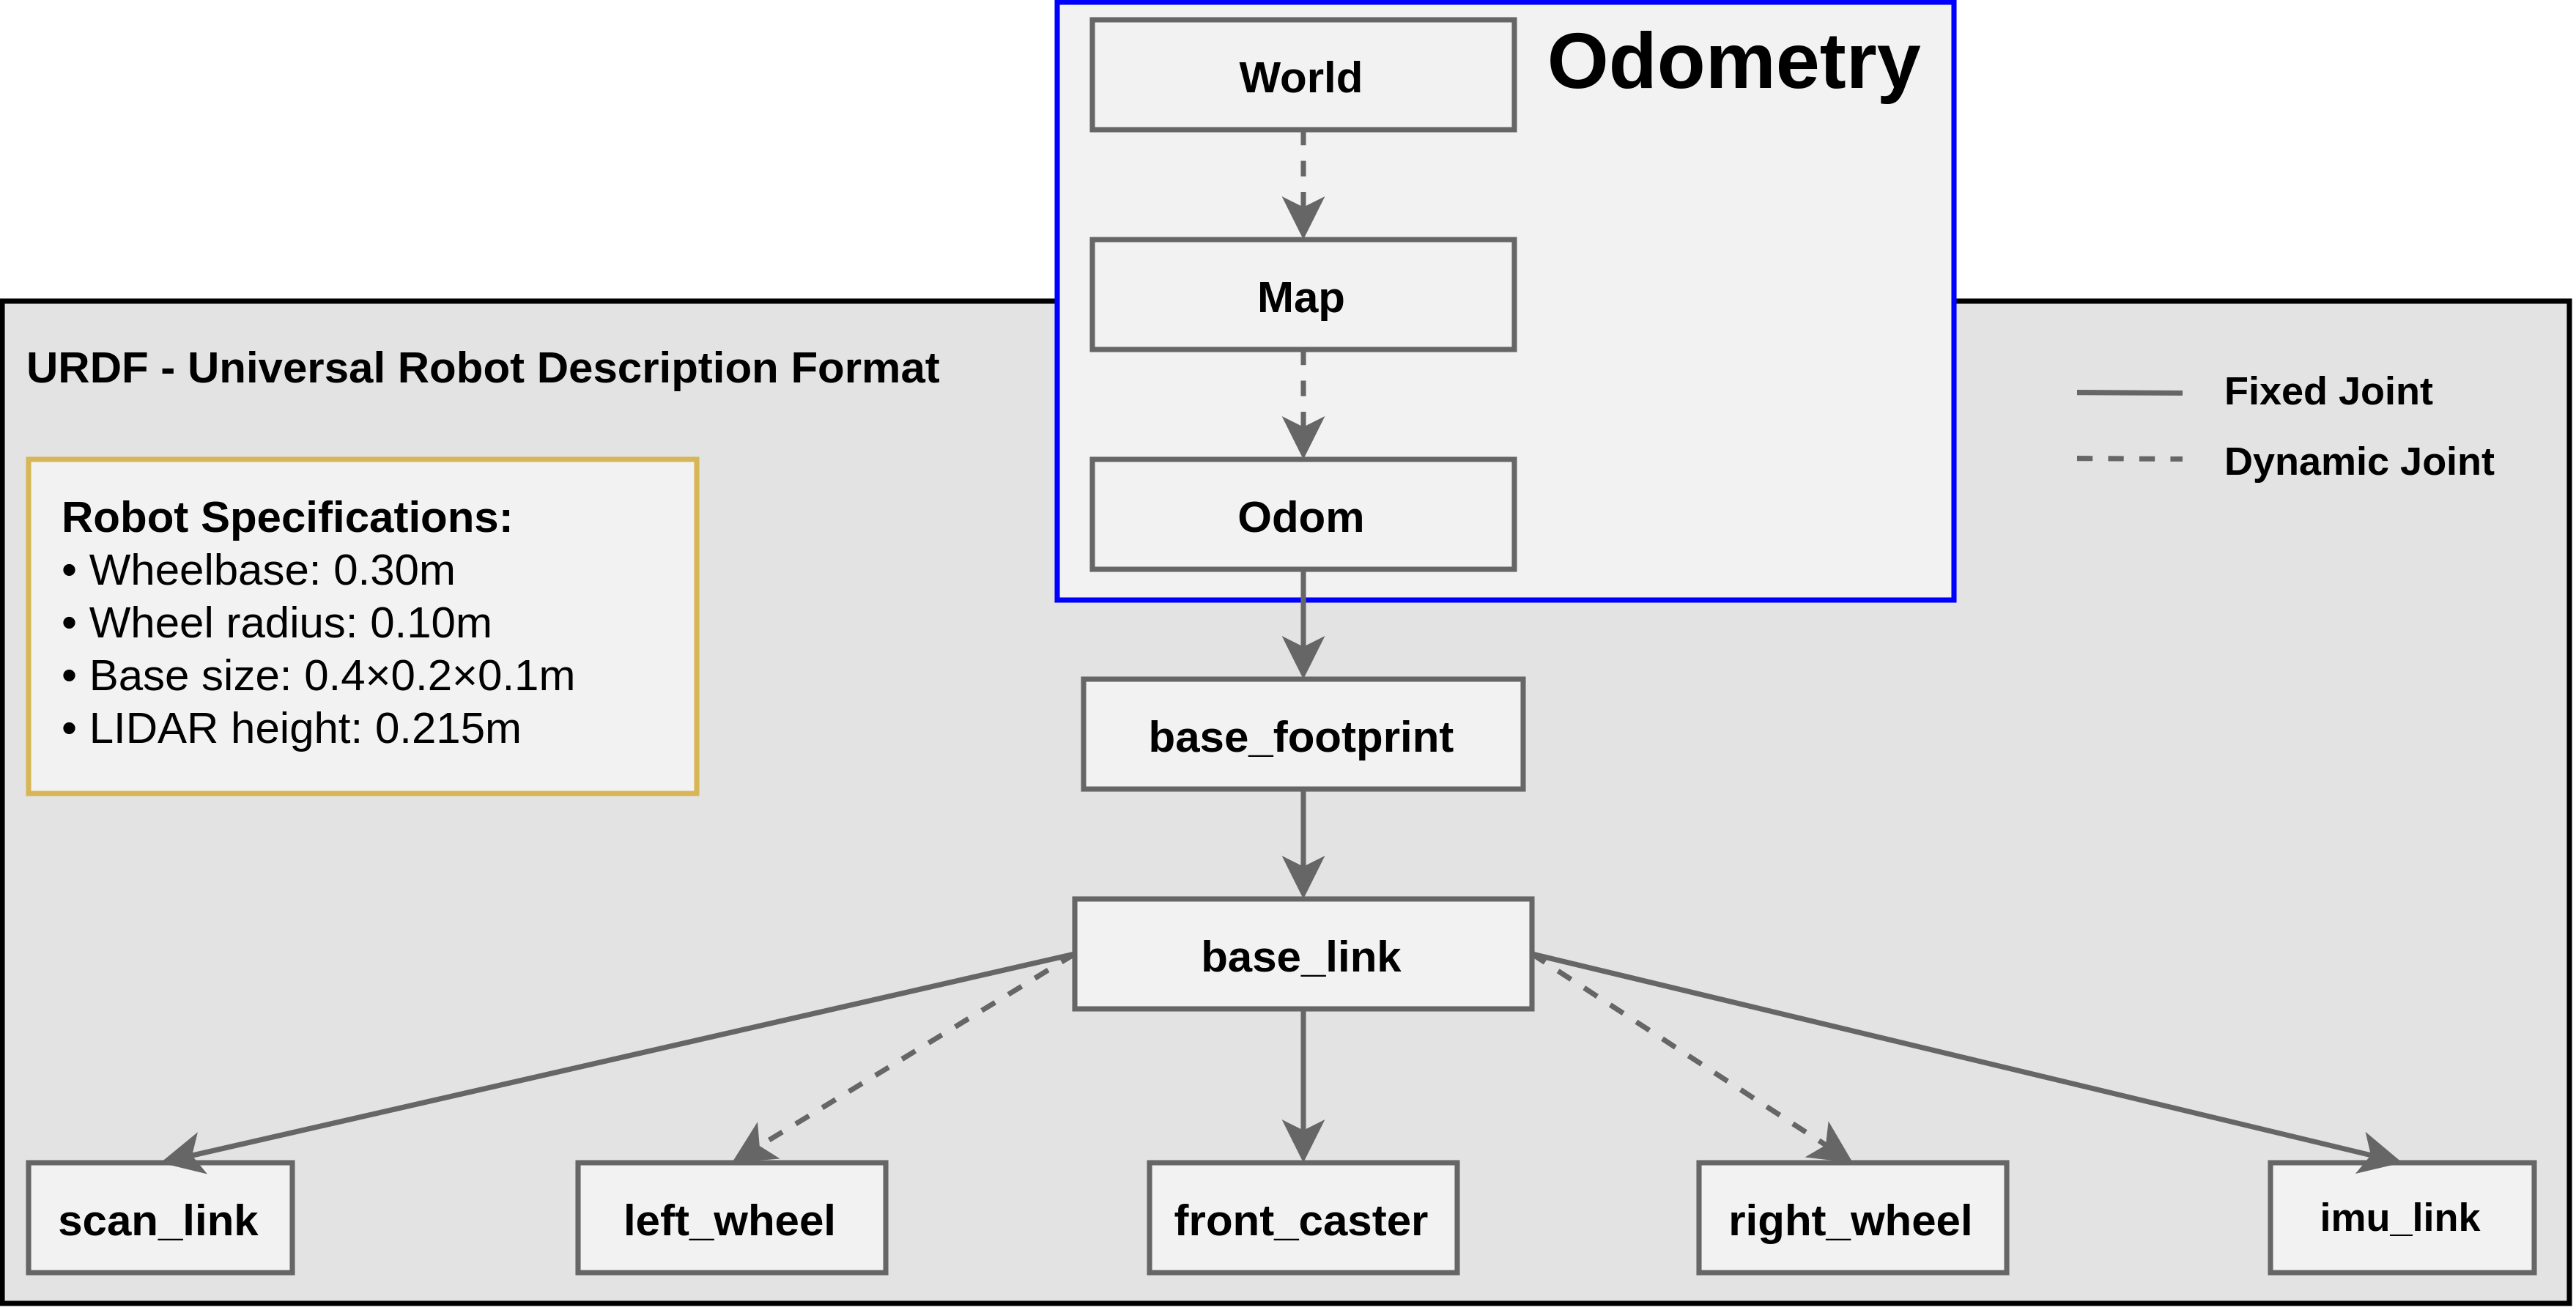 World
Odometry
Map
URDF - Universal Robot Description Format
Fixed Joint
Dynamic Joint
Robot Specifications:
• Wheelbase: 0.30m
• Wheel radius: 0.10m
• Base size: 0.4×0.2×0.1m
• LIDAR height: 0.215m
Odom
base_footprint
base_link
scan_link
left_wheel
front_caster
right_wheel
imu_link